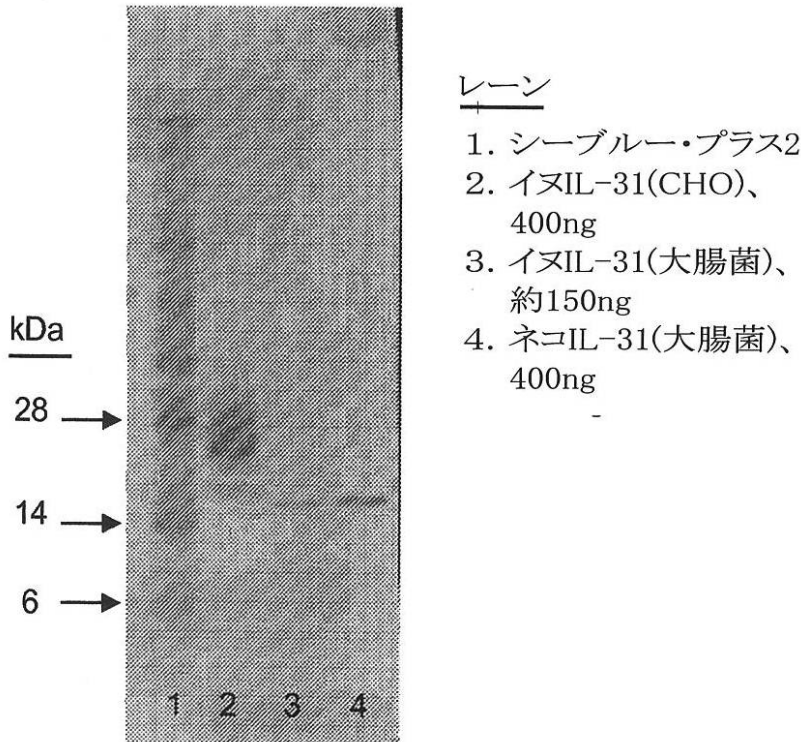 kDa
28
14
6
1 2 3 4
レーン
1. シーブルー・プラス2
2. イヌIL-31(CHO)、
400ng
3. イヌIL-31(大腸菌)、
約150ng
4. ネコIL-31(大腸菌)、
400ng